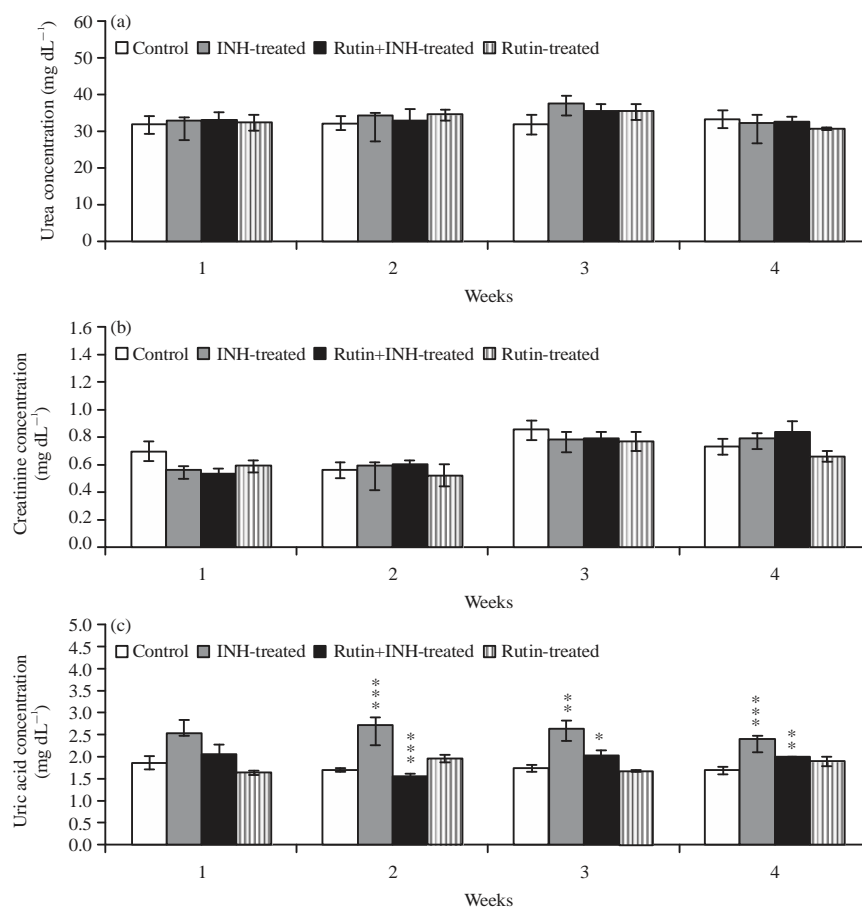 (a)
Control INH-treated Rutin+INH-treated Rutin-treated
Urea concentration (mg dL⁻¹)
60
50
40
30
20
10
0
1 2 3 4
Weeks
(b)
Control INH-treated Rutin+INH-treated Rutin-treated
Creatinine concentration
(mg dL⁻¹)
1.6
1.4
1.2
1.0
0.8
0.6
0.4
0.2
0.0
1 2 3 4
Weeks
(c)
Control INH-treated Rutin+INH-treated Rutin-treated
Uric acid concentration
(mg dL⁻¹)
5.0
4.5
4.0
3.5
3.0
2.5
2.0
1.5
1.0
0.5
0.0
*** *** ** * *** **
1 2 3 4
Weeks